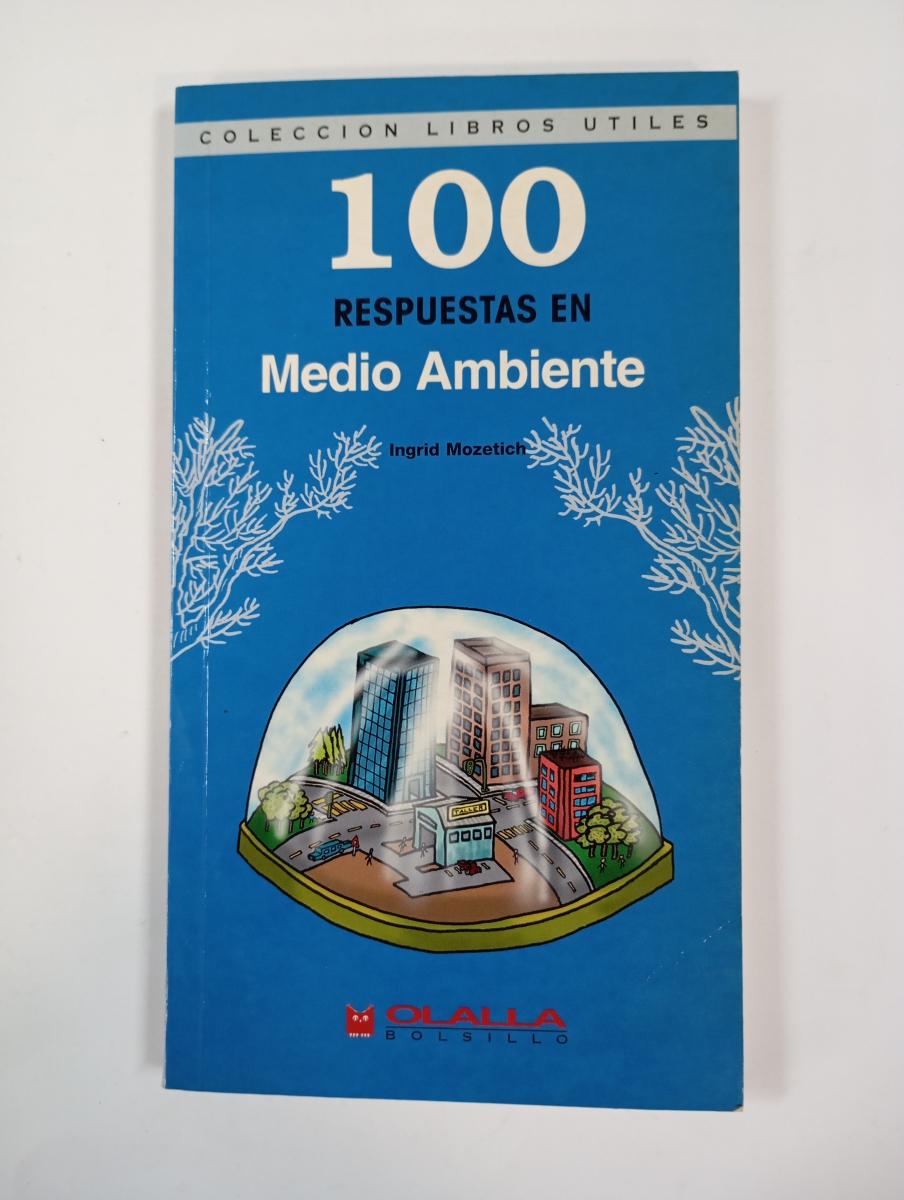 COLECCION LIBROS UTILES
100
RESPUESTAS EN
Medio Ambiente
Ingrid Mozetich
TALLER
OLALLA
BOLSILLO